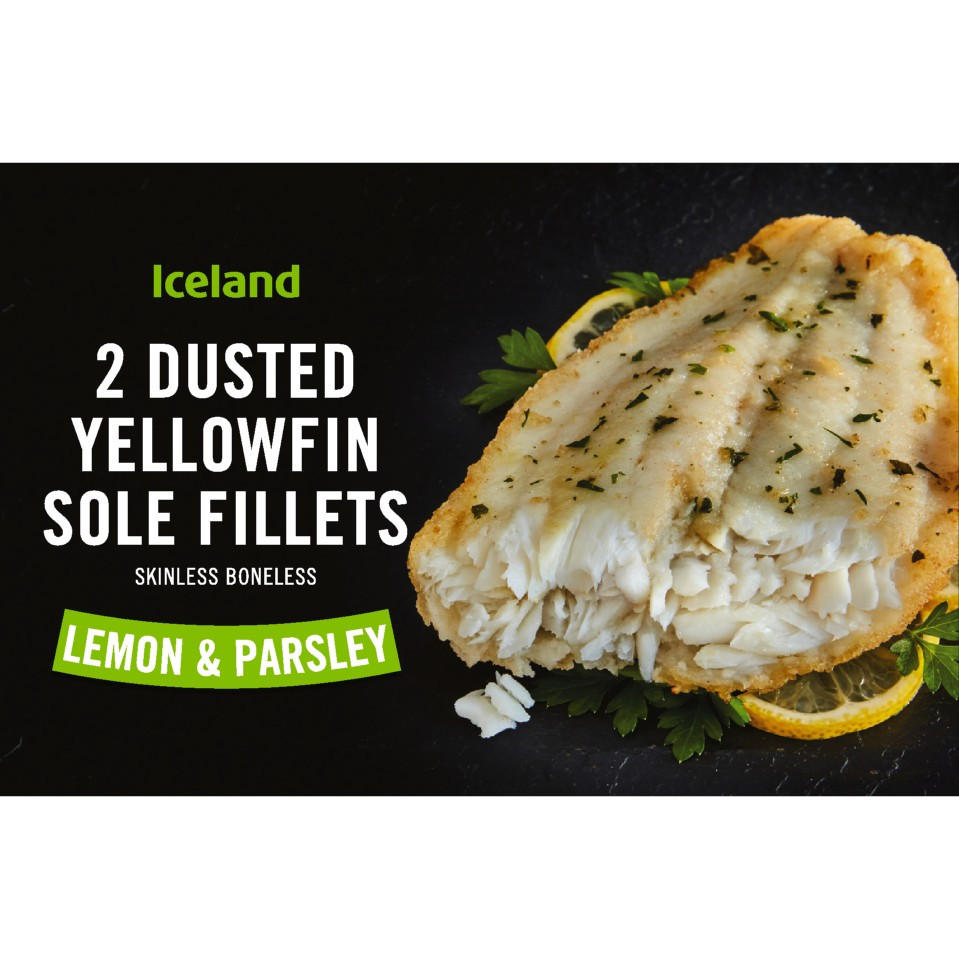 Iceland
2 DUSTED
YELLOWFIN
SOLE FILLETS
SKINLESS BONELESS
LEMON & PARSLEY